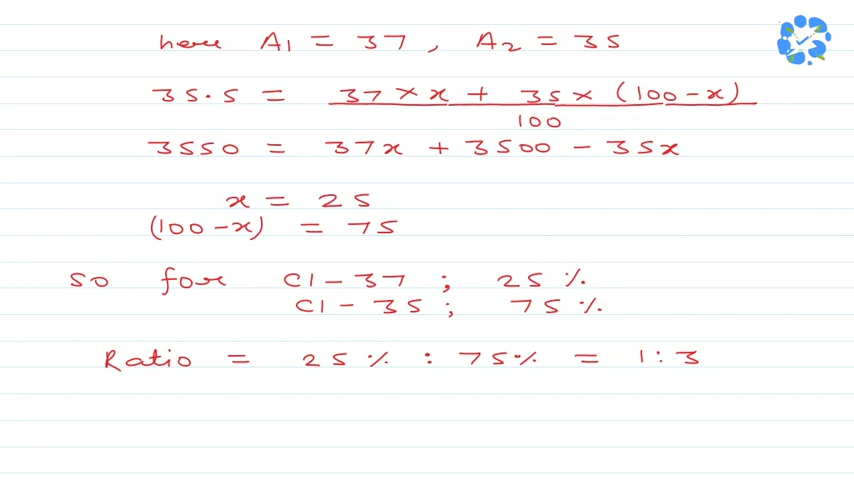 here A1 = 37 , A2 = 35
35.5 = 37 × x + 35 × (100 - x)
100
3550 = 37x + 3500 - 35x
x = 25
(100 - x) = 75
so for Cl - 37 ; 25 %
Cl - 35 ; 75 %
Ratio = 25 % : 75 % = 1 : 3